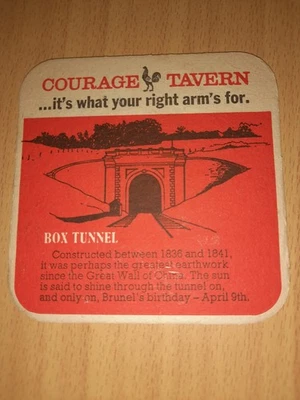 COURAGE TAVERN
...it's what your right arm's for.
BOX TUNNEL
Constructed between 1836 and 1841,
it was perhaps the greatest earthwork
since the Great Wall of China. The sun
is said to shine through the tunnel on,
and only on, Brunel's birthday – April 9th.